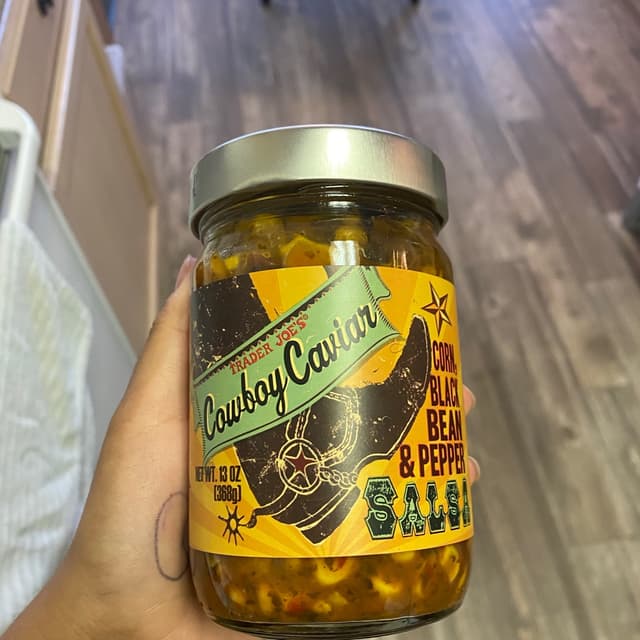 TRADER JOE'S
Cowboy Caviar
CORN,
BLACK
BEAN
& PEPPER
SALSA
NET WT. 13 OZ
(368g)